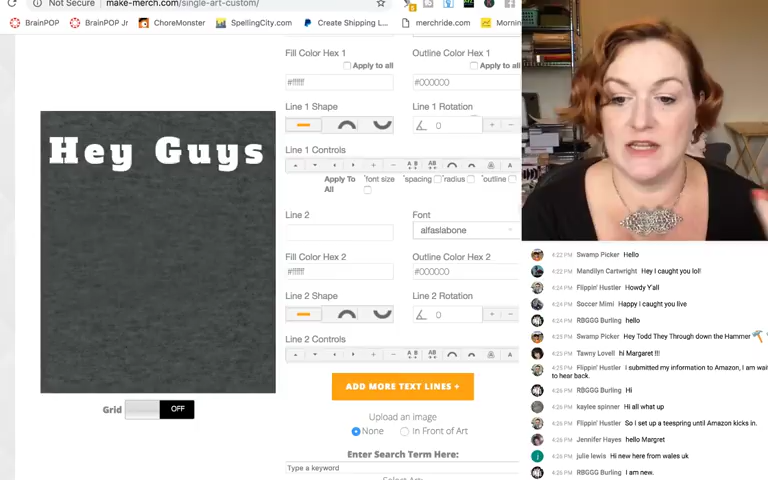 Not Secure | make-merch.com/single-art-custom/
BrainPOP BrainPOP Jr ChoreMonster SpellingCity.com Create Shipping L... merchride.com Mornin
Fill Color Hex 1 Outline Color Hex 1
Apply to all Apply to all
#ffffff #000000
Line 1 Shape Line 1 Rotation
0 + −
Line 1 Controls
Apply To All *font size *spacing *radius *outline
Hey Guys
Line 2 Font
alfaslabone
Fill Color Hex 2 Outline Color Hex 2
#ffffff #000000
Line 2 Shape Line 2 Rotation
0 + −
Line 2 Controls
ADD MORE TEXT LINES +
Grid OFF
Upload an image
None In Front of Art
Enter Search Term Here:
Type a keyword
4:22 PM Swamp Picker Hello
4:22 PM Mandilyn Cartwright Hey I caught you lol!
4:24 PM Flippin' Hustler Howdy Y'all
4:24 PM Soccer Mimi Happy I caught you live
4:24 PM RBGGG Burling hello
4:25 PM Swamp Picker Hey Todd They Through down the Hammer
4:25 PM Tawny Lovell hi Margaret !!!
4:25 PM Flippin' Hustler I submitted my information to Amazon, I am wai
to hear back.
4:26 PM RBGGG Burling Hi
4:26 PM kaylee spinner Hi all what up
4:26 PM Flippin' Hustler So I set up a teespring until Amazon kicks in.
4:26 PM Jennifer Hayes hello Margret
4:26 PM julie lewis Hi new here from wales uk
4:26 PM RBGGG Burling I am new.